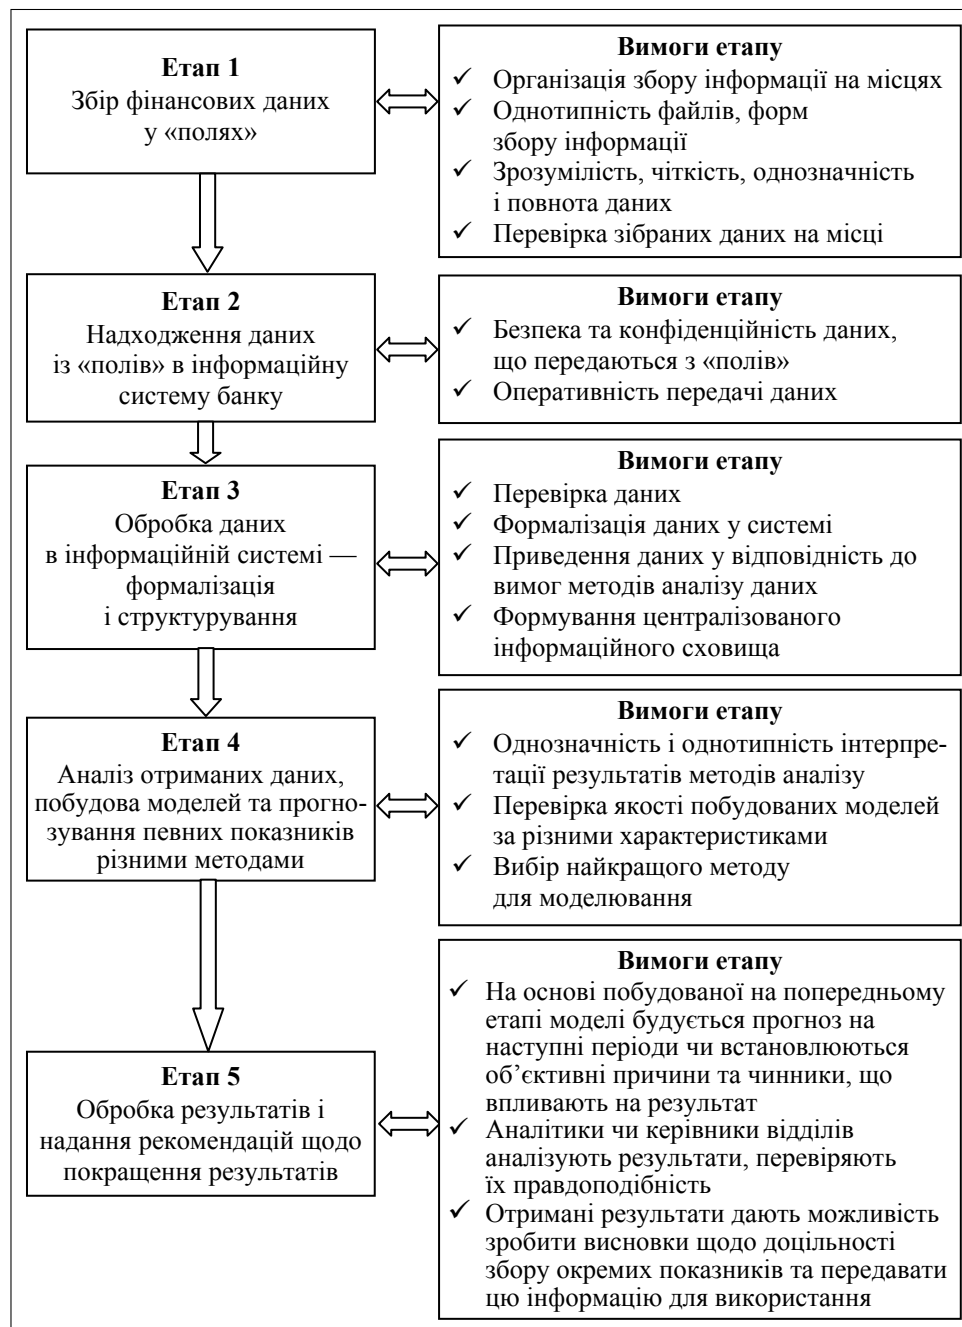 Етап 1
Збір фінансових даних
у «полях»
Вимоги етапу
✓ Організація збору інформації на місцях
✓ Однотипність файлів, форм
збору інформації
✓ Зрозумілість, чіткість, однозначність
і повнота даних
✓ Перевірка зібраних даних на місці
Етап 2
Надходження даних
із «полів» в інформаційну
систему банку
Вимоги етапу
✓ Безпека та конфіденційність даних,
що передаються з «полів»
✓ Оперативність передачі даних
Етап 3
Обробка даних
в інформаційній системі —
формалізація
і структурування
Вимоги етапу
✓ Перевірка даних
✓ Формалізація даних у системі
✓ Приведення даних у відповідність до
вимог методів аналізу даних
✓ Формування централізованого
інформаційного сховища
Етап 4
Аналіз отриманих даних,
побудова моделей та прогно-
зування певних показників
різними методами
Вимоги етапу
✓ Однозначність і однотипність інтерпре-
тації результатів методів аналізу
✓ Перевірка якості побудованих моделей
за різними характеристиками
✓ Вибір найкращого методу
для моделювання
Етап 5
Обробка результатів і
надання рекомендацій щодо
покращення результатів
Вимоги етапу
✓ На основі побудованої на попередньому
етапі моделі будується прогноз на
наступні періоди чи встановлюються
об’єктивні причини та чинники, що
впливають на результат
✓ Аналітики чи керівники відділів
аналізують результати, перевіряють
їх правдоподібність
✓ Отримані результати дають можливість
зробити висновки щодо доцільності
збору окремих показників та передавати
цю інформацію для використання